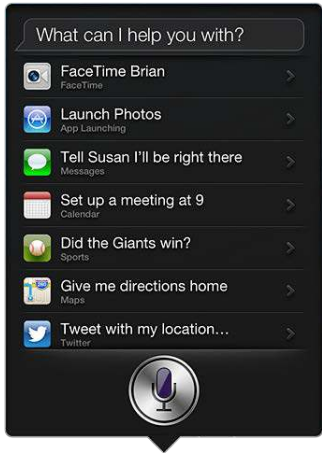 What can I help you with?
FaceTime Brian
FaceTime
Launch Photos
App Launching
Tell Susan I'll be right there
Messages
Set up a meeting at 9
Calendar
Did the Giants win?
Sports
Give me directions home
Maps
Tweet with my location…
Twitter